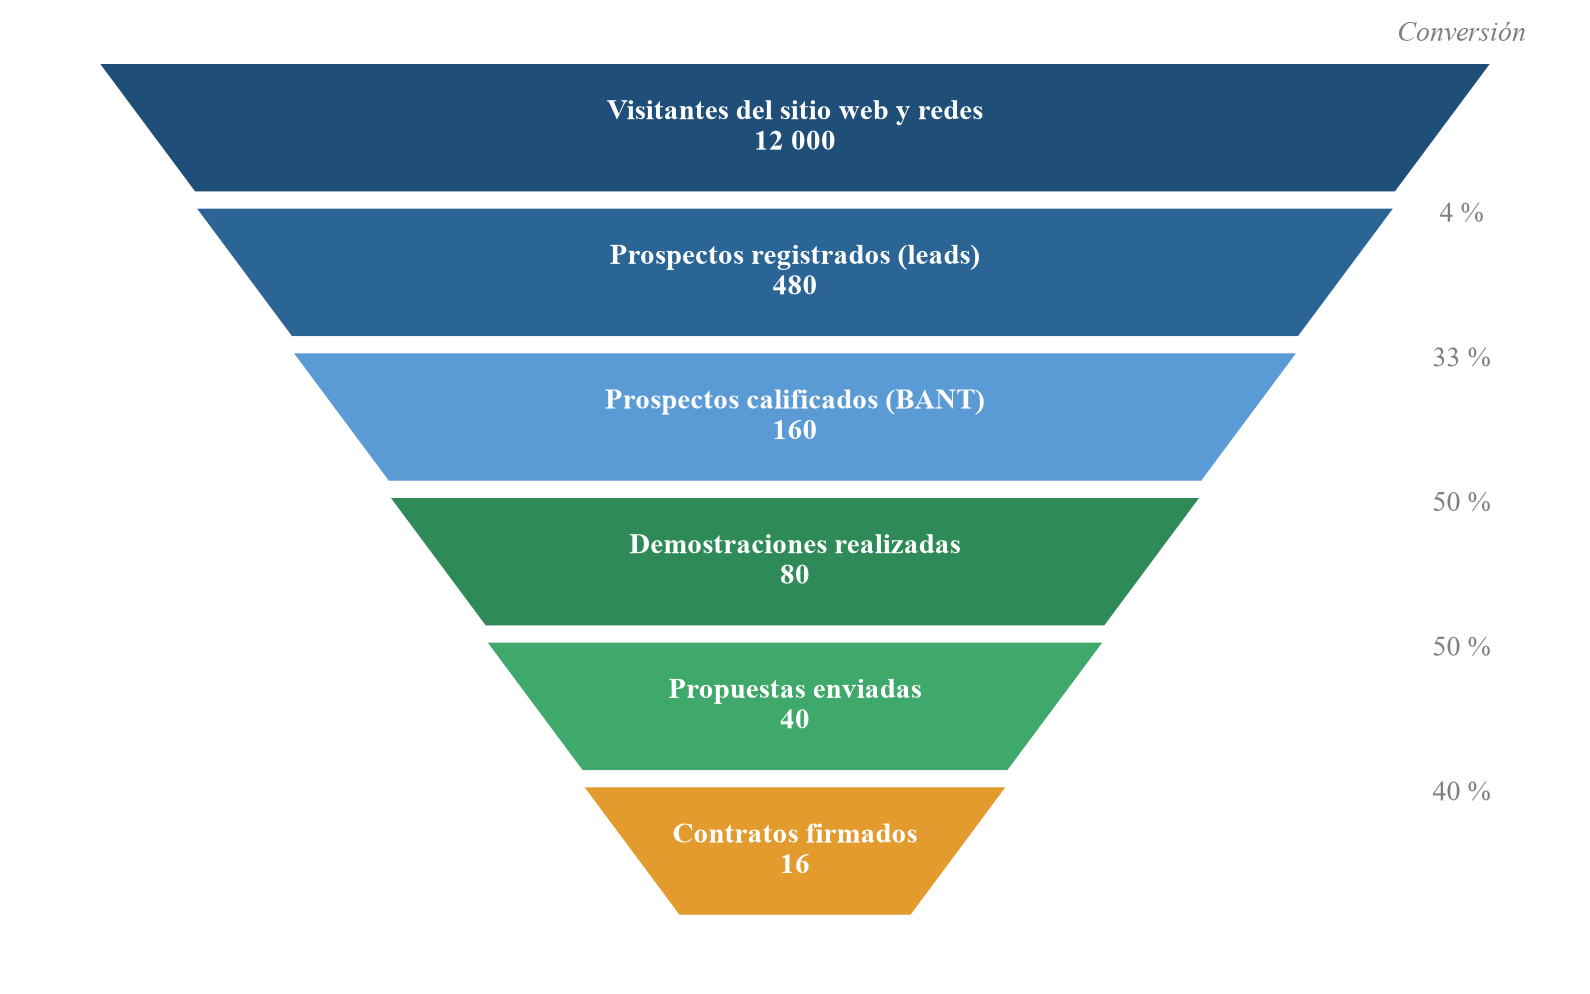 Conversión
Visitantes del sitio web y redes
12 000
4 %
Prospectos registrados (leads)
480
33 %
Prospectos calificados (BANT)
160
50 %
Demostraciones realizadas
80
50 %
Propuestas enviadas
40
40 %
Contratos firmados
16